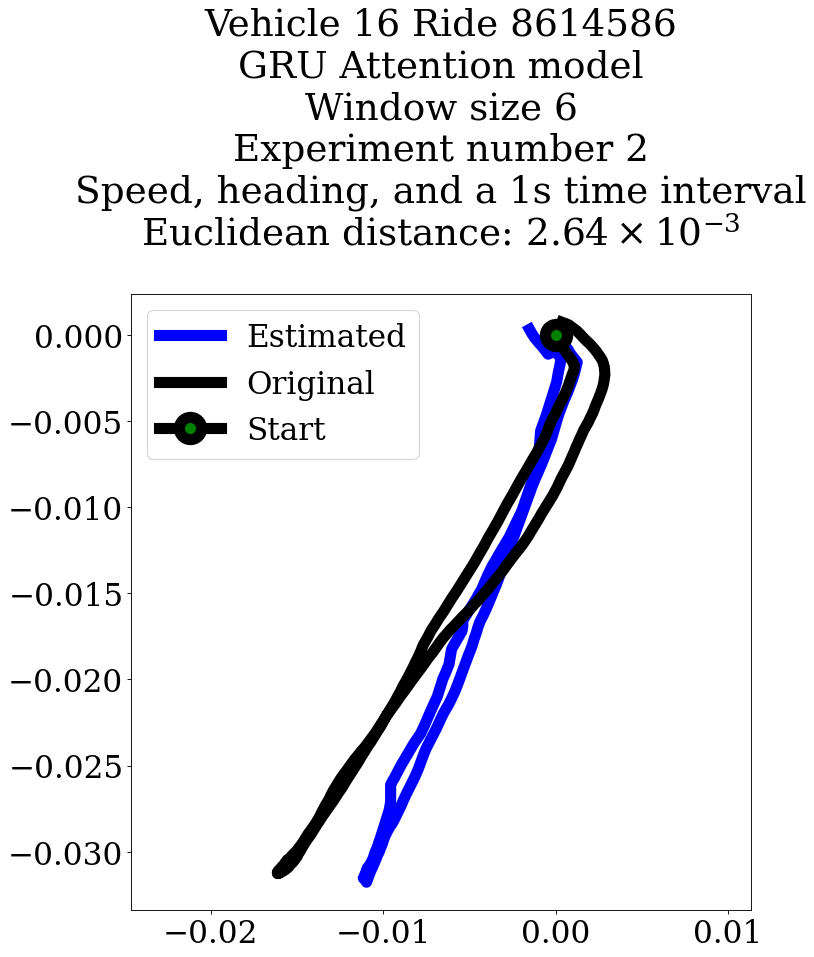 Vehicle 16 Ride 8614586
GRU Attention model
Window size 6
Experiment number 2
Speed, heading, and a 1s time interval
Euclidean distance: 2.64 × 10⁻³
Estimated
Original
Start
0.000
−0.005
−0.010
−0.015
−0.020
−0.025
−0.030
−0.02 −0.01 0.00 0.01